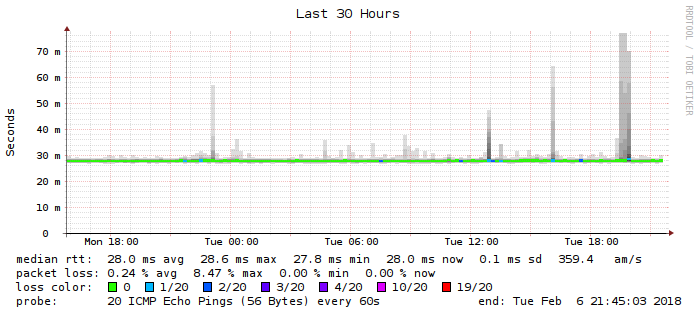 Last 30 Hours
RRDTOOL / TOBI OETIKER
Seconds
70 m
60 m
50 m
40 m
30 m
20 m
10 m
0
Mon 18:00 Tue 00:00 Tue 06:00 Tue 12:00 Tue 18:00
median rtt: 28.0 ms avg 28.6 ms max 27.8 ms min 28.0 ms now 0.1 ms sd 359.4 am/s
packet loss: 0.24 % avg 8.47 % max 0.00 % min 0.00 % now
loss color: 0 1/20 2/20 3/20 4/20 10/20 19/20
probe: 20 ICMP Echo Pings (56 Bytes) every 60s end: Tue Feb 6 21:45:03 2018